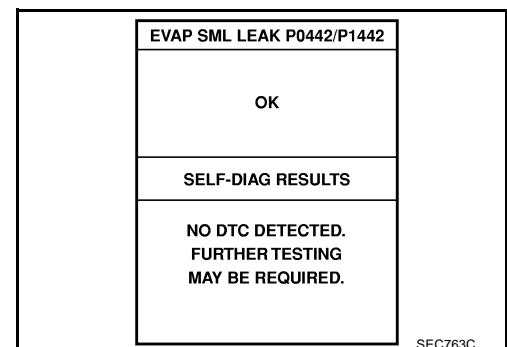 EVAP SML LEAK P0442/P1442
OK
SELF-DIAG RESULTS
NO DTC DETECTED.
FURTHER TESTING
MAY BE REQUIRED.
SEC763C